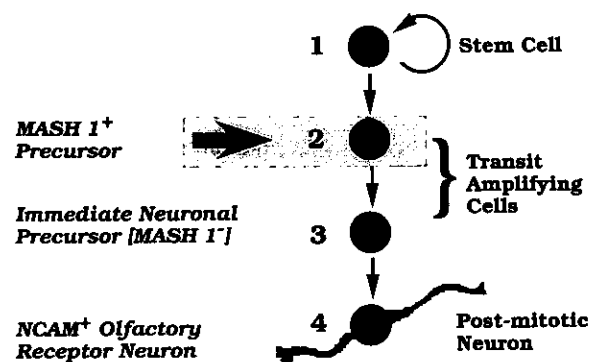 1
Stem Cell
MASH 1+
Precursor
2
Transit
Amplifying
Cells
Immediate Neuronal
Precursor [MASH 1-]
3
NCAM+ Olfactory
Receptor Neuron
4
Post-mitotic
Neuron